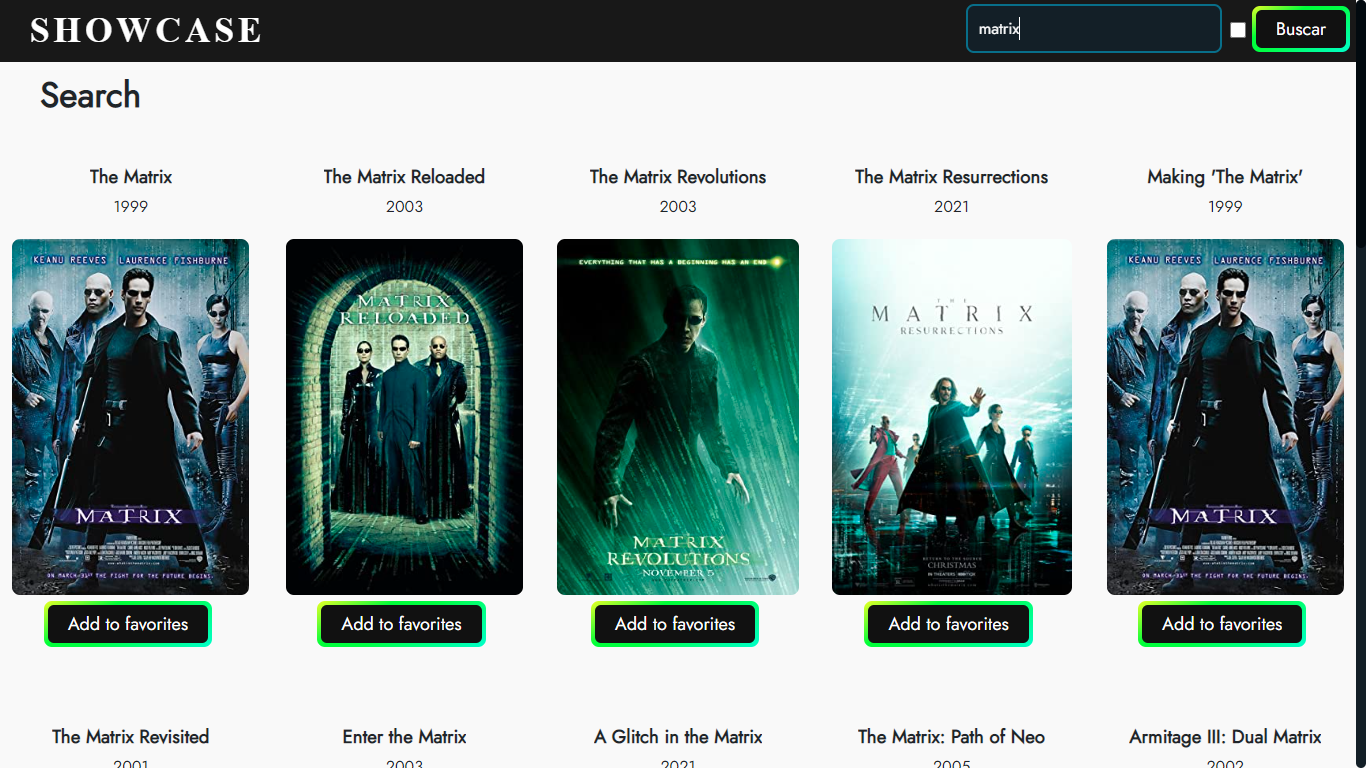 SHOWCASE
matrix
Buscar
Search
The Matrix
1999
The Matrix Reloaded
2003
The Matrix Revolutions
2003
The Matrix Resurrections
2021
Making 'The Matrix'
1999
KEANU REEVES LAURENCE FISHBURNE
MATRIX
ON MARCH 31ST THE FIGHT FOR THE FUTURE BEGINS.
MATRIX
RELOADED
EVERYTHING THAT HAS A BEGINNING HAS AN END
MATRIX
REVOLUTIONS
NOVEMBER 5
THE
MATRIX
RESURRECTIONS
RETURN TO THE SOURCE
CHRISTMAS
KEANU REEVES LAURENCE FISHBURNE
MATRIX
ON MARCH 31ST THE FIGHT FOR THE FUTURE BEGINS.
Add to favorites
Add to favorites
Add to favorites
Add to favorites
Add to favorites
The Matrix Revisited
2001
Enter the Matrix
2003
A Glitch in the Matrix
2021
The Matrix: Path of Neo
2005
Armitage III: Dual Matrix
2002